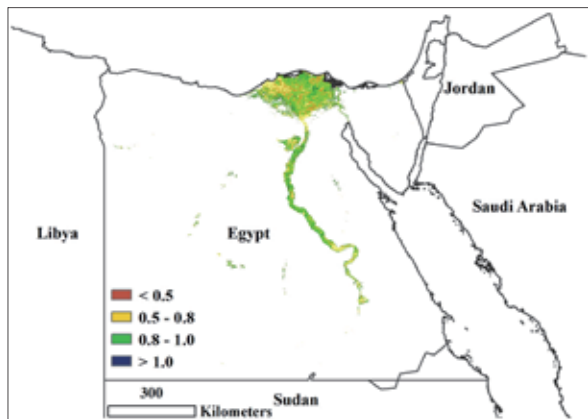 Jordan
Saudi Arabia
Libya
Egypt
< 0.5
0.5 - 0.8
0.8 - 1.0
> 1.0
300
Kilometers
Sudan